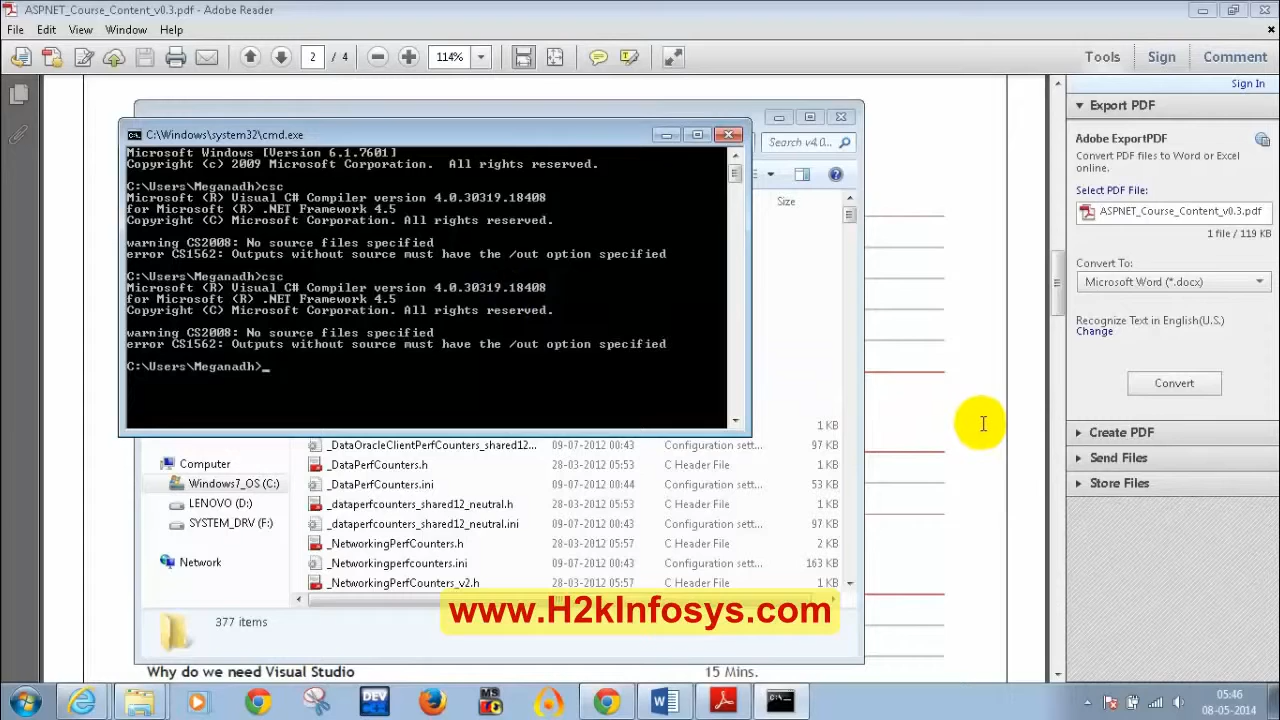 ASPNET_Course_Content_v0.3.pdf - Adobe Reader
File Edit View Window Help
2 / 4 114% Tools Sign Comment
Sign In
Export PDF
Adobe ExportPDF
Convert PDF files to Word or Excel
online.
Select PDF File:
ASPNET_Course_Content_v0.3.pdf
1 file / 119 KB
Convert To:
Microsoft Word (*.docx)
Recognize Text in English(U.S.)
Change
Convert
Create PDF
Send Files
Store Files
Search v4.0...
Size
C:\Windows\system32\cmd.exe
Microsoft Windows [Version 6.1.7601]
Copyright (c) 2009 Microsoft Corporation. All rights reserved.
C:\Users\Meganadh>csc
Microsoft (R) Visual C# Compiler version 4.0.30319.18408
for Microsoft (R) .NET Framework 4.5
Copyright (C) Microsoft Corporation. All rights reserved.
warning CS2008: No source files specified
error CS1562: Outputs without source must have the /out option specified
C:\Users\Meganadh>csc
Microsoft (R) Visual C# Compiler version 4.0.30319.18408
for Microsoft (R) .NET Framework 4.5
Copyright (C) Microsoft Corporation. All rights reserved.
warning CS2008: No source files specified
error CS1562: Outputs without source must have the /out option specified
C:\Users\Meganadh>_
1 KB
Computer
Windows7_OS (C:)
LENOVO (D:)
SYSTEM_DRV (F:)
Network
_DataOracleClientPerfCounters_shared12... 09-07-2012 00:43 Configuration sett... 97 KB
_DataPerfCounters.h 28-03-2012 05:53 C Header File 1 KB
_DataPerfCounters.ini 09-07-2012 00:44 Configuration sett... 53 KB
_dataperfcounters_shared12_neutral.h 28-03-2012 05:53 C Header File 1 KB
_dataperfcounters_shared12_neutral.ini 09-07-2012 00:43 Configuration sett... 97 KB
_NetworkingPerfCounters.h 28-03-2012 05:57 C Header File 2 KB
_Networkingperfcounters.ini 09-07-2012 00:43 Configuration sett... 163 KB
_NetworkingPerfCounters_v2.h 28-03-2012 05:57 C Header File 1 KB
www.H2kInfosys.com
377 items
Why do we need Visual Studio 15 Mins.
DEV
MS
05:46
08-05-2014